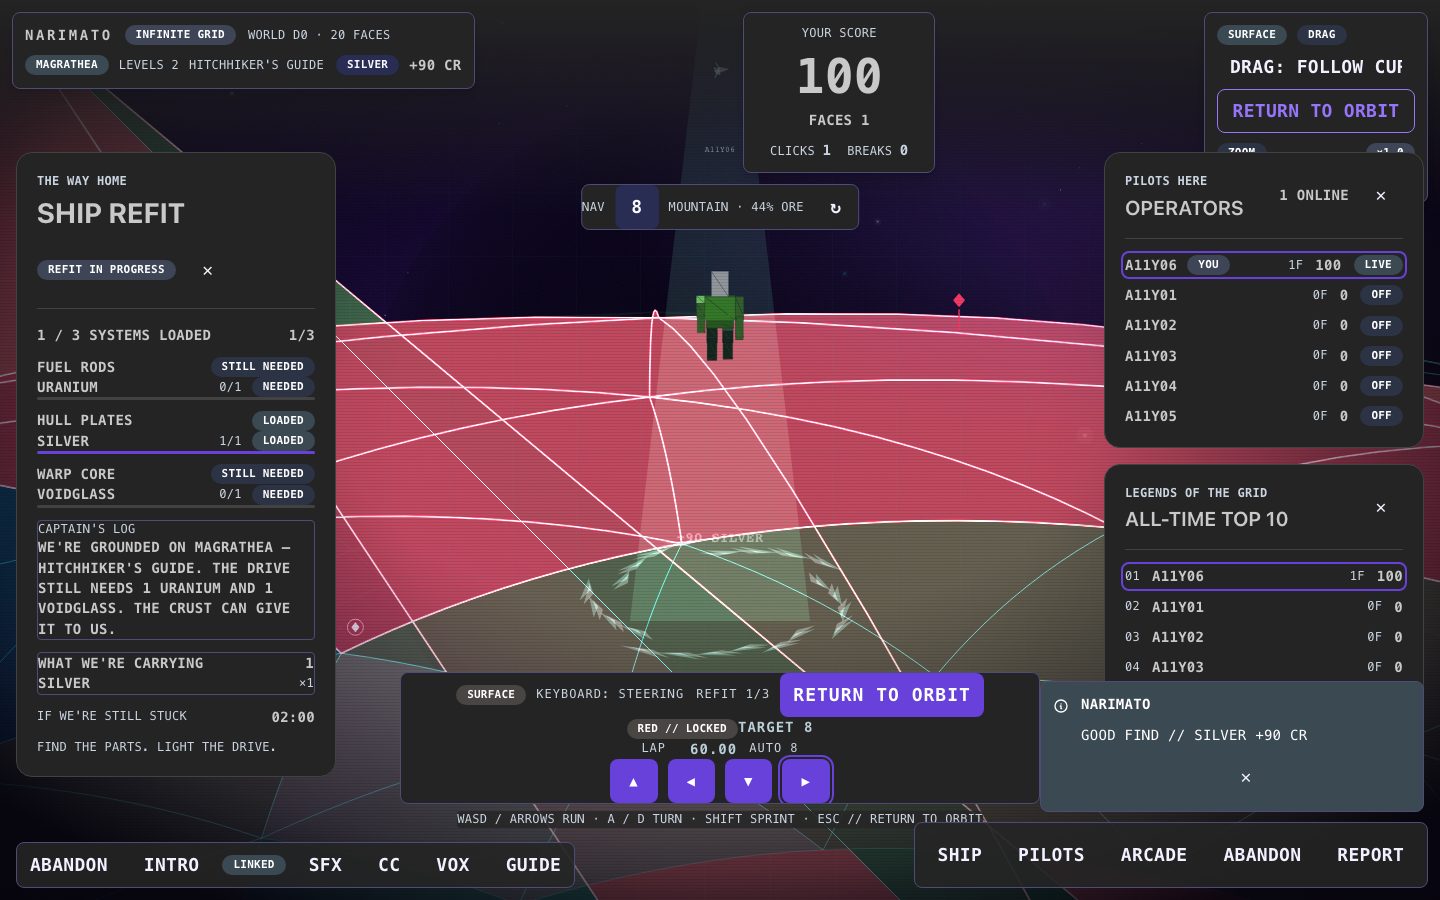 NARIMATO INFINITE GRID WORLD D0 · 20 FACES
MAGRATHEA LEVELS 2 HITCHHIKER'S GUIDE SILVER +90 CR
YOUR SCORE
100
FACES 1
CLICKS 1 BREAKS 0
SURFACE DRAG
DRAG: FOLLOW CUR
RETURN TO ORBIT
ZOOM ×1.0
A11Y06
NAV 8 MOUNTAIN · 44% ORE ↻
THE WAY HOME
SHIP REFIT
REFIT IN PROGRESS ×
1 / 3 SYSTEMS LOADED 1/3
FUEL RODS STILL NEEDED
URANIUM 0/1 NEEDED
HULL PLATES LOADED
SILVER 1/1 LOADED
WARP CORE STILL NEEDED
VOIDGLASS 0/1 NEEDED
CAPTAIN'S LOG
WE'RE GROUNDED ON MAGRATHEA —
HITCHHIKER'S GUIDE. THE DRIVE
STILL NEEDS 1 URANIUM AND 1
VOIDGLASS. THE CRUST CAN GIVE
IT TO US.
WHAT WE'RE CARRYING 1
SILVER ×1
IF WE'RE STILL STUCK 02:00
FIND THE PARTS. LIGHT THE DRIVE.
PILOTS HERE
OPERATORS 1 ONLINE ×
A11Y06 YOU 1F 100 LIVE
A11Y01 0F 0 OFF
A11Y02 0F 0 OFF
A11Y03 0F 0 OFF
A11Y04 0F 0 OFF
A11Y05 0F 0 OFF
LEGENDS OF THE GRID
ALL-TIME TOP 10 ×
01 A11Y06 1F 100
02 A11Y01 0F 0
03 A11Y02 0F 0
04 A11Y03 0F 0
+90 SILVER
SURFACE KEYBOARD: STEERING REFIT 1/3 RETURN TO ORBIT
RED // LOCKED TARGET 8
LAP 60.00 AUTO 8
▲ ◀ ▼ ▶
WASD / ARROWS RUN · A / D TURN · SHIFT SPRINT · ESC // RETURN TO ORBIT
NARIMATO
GOOD FIND // SILVER +90 CR
×
ABANDON INTRO LINKED SFX CC VOX GUIDE
SHIP PILOTS ARCADE ABANDON REPORT